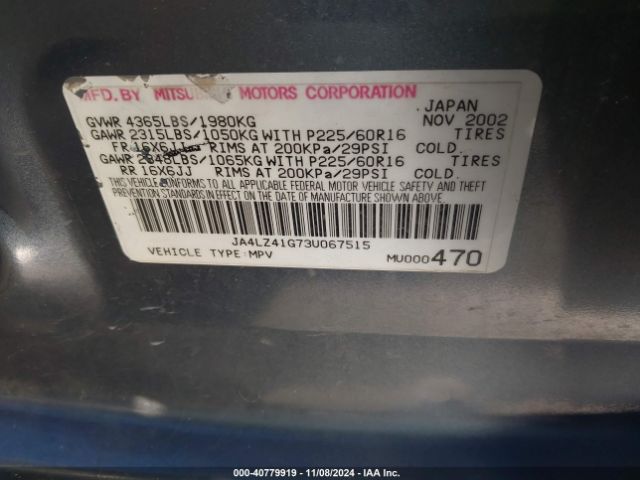 MFD. BY MITSUBISHI MOTORS CORPORATION
JAPAN
GVWR 4365LBS/1980KG NOV 2002
GAWR 2315LBS/1050KG WITH P225/60R16 TIRES
FR 16X6JJ RIMS AT 200KPa/29PSI COLD.
GAWR 2348LBS/1065KG WITH P225/60R16 TIRES
RR 16X6JJ RIMS AT 200KPa/29PSI COLD.
THIS VEHICLE CONFORMS TO ALL APPLICABLE FEDERAL MOTOR VEHICLE SAFETY AND THEFT
PREVENTION STANDARDS IN EFFECT ON THE DATE OF MANUFACTURE SHOWN ABOVE.
JA4LZ41G73U067515
VEHICLE TYPE: MPV MU000470
DETAILS: ©(STOCK# 40779919 - 11/08/2024 - IAA Inc.)